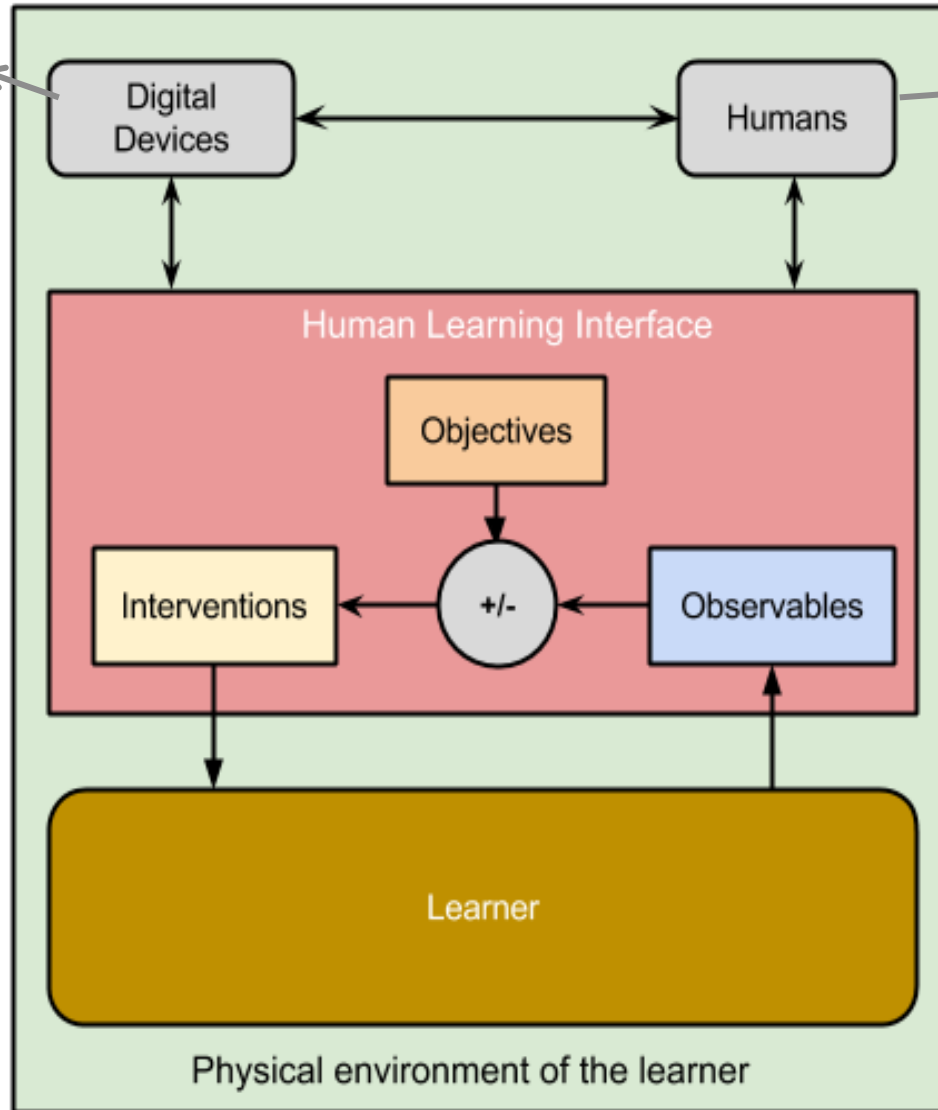 Digital
Devices
Humans
Human Learning Interface
Objectives
Interventions
+/-
Observables
Learner
Physical environment of the learner